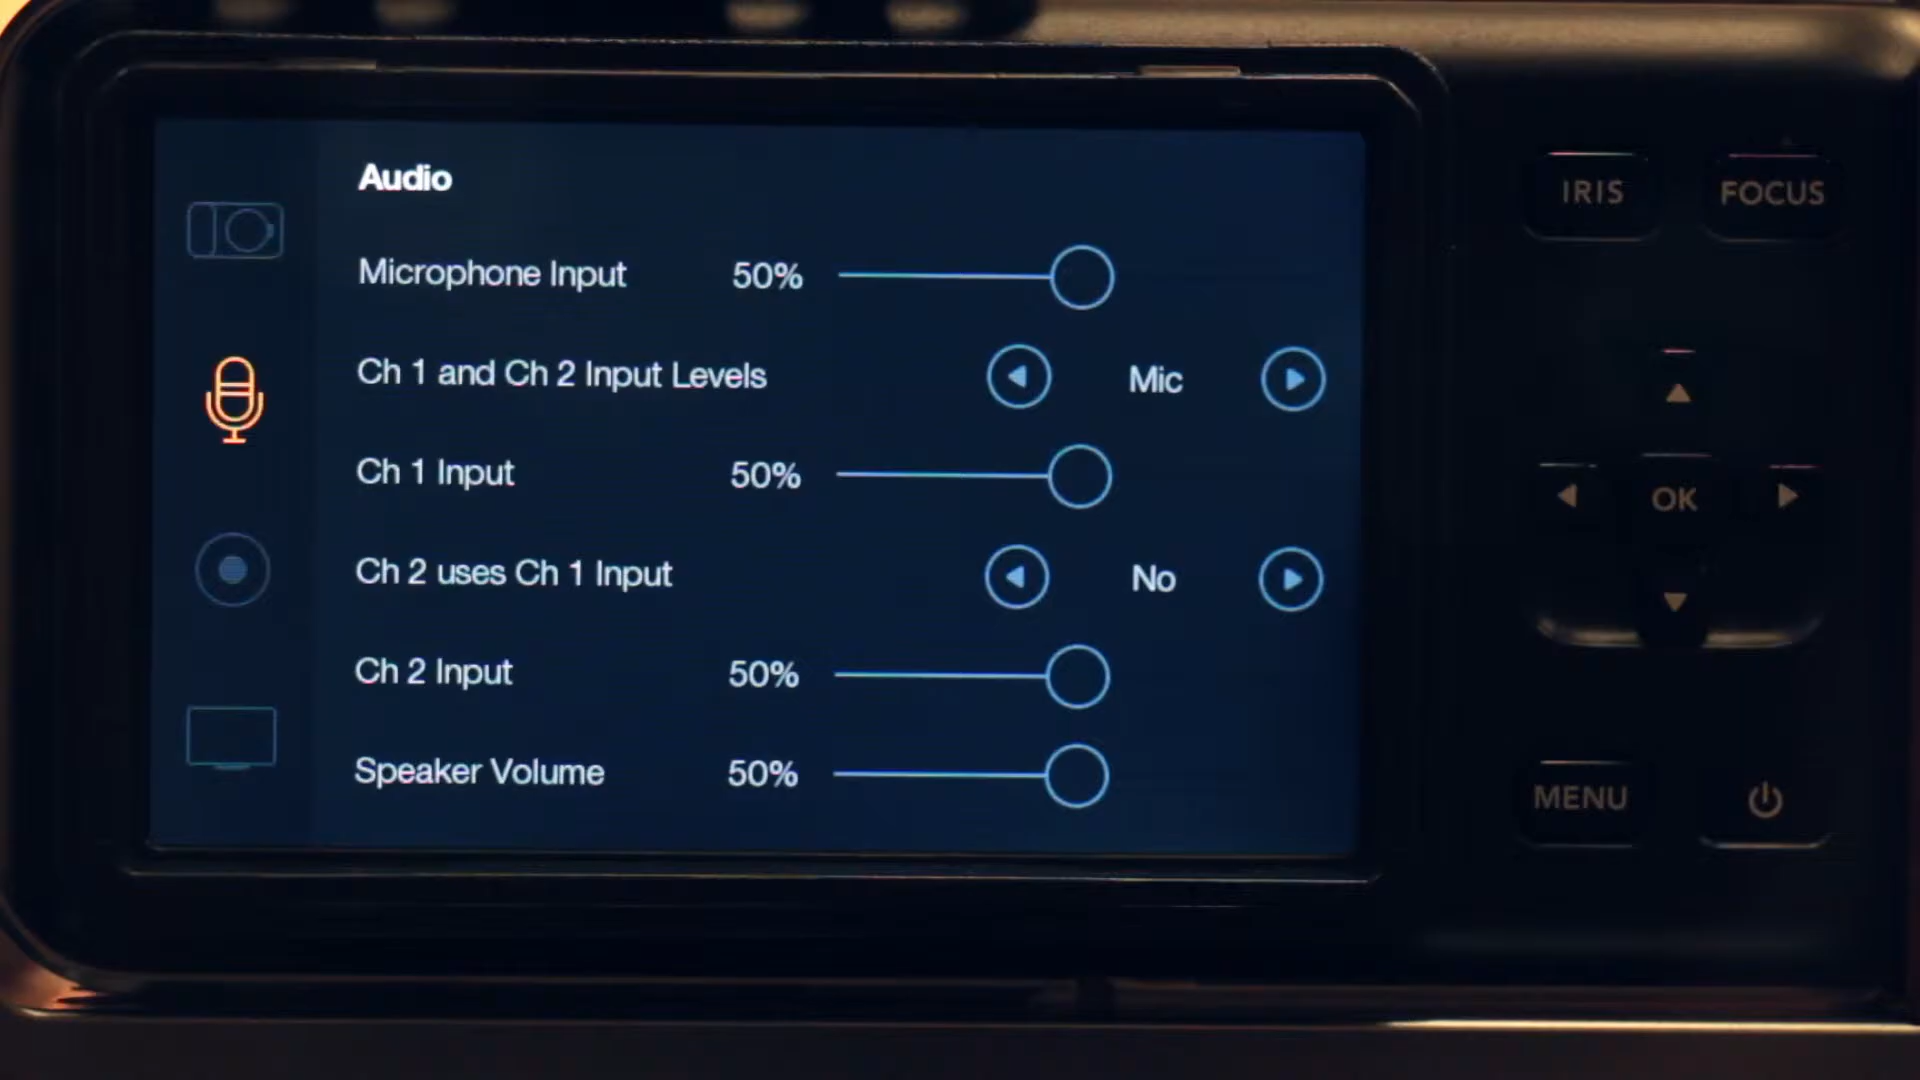 Audio
Microphone Input 50%
Ch 1 and Ch 2 Input Levels Mic
Ch 1 Input 50%
Ch 2 uses Ch 1 Input No
Ch 2 Input 50%
Speaker Volume 50%
IRIS FOCUS
OK
MENU